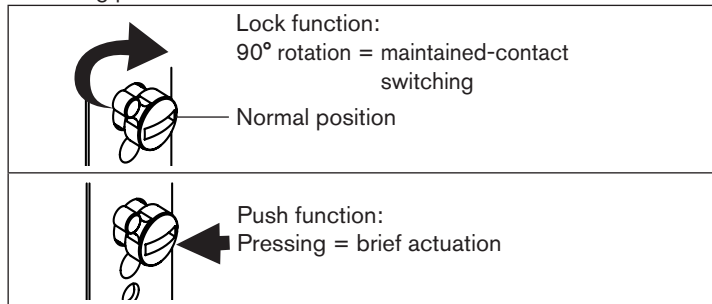 Lock function:
90° rotation = maintained-contact
switching
Normal position
Push function:
Pressing = brief actuation